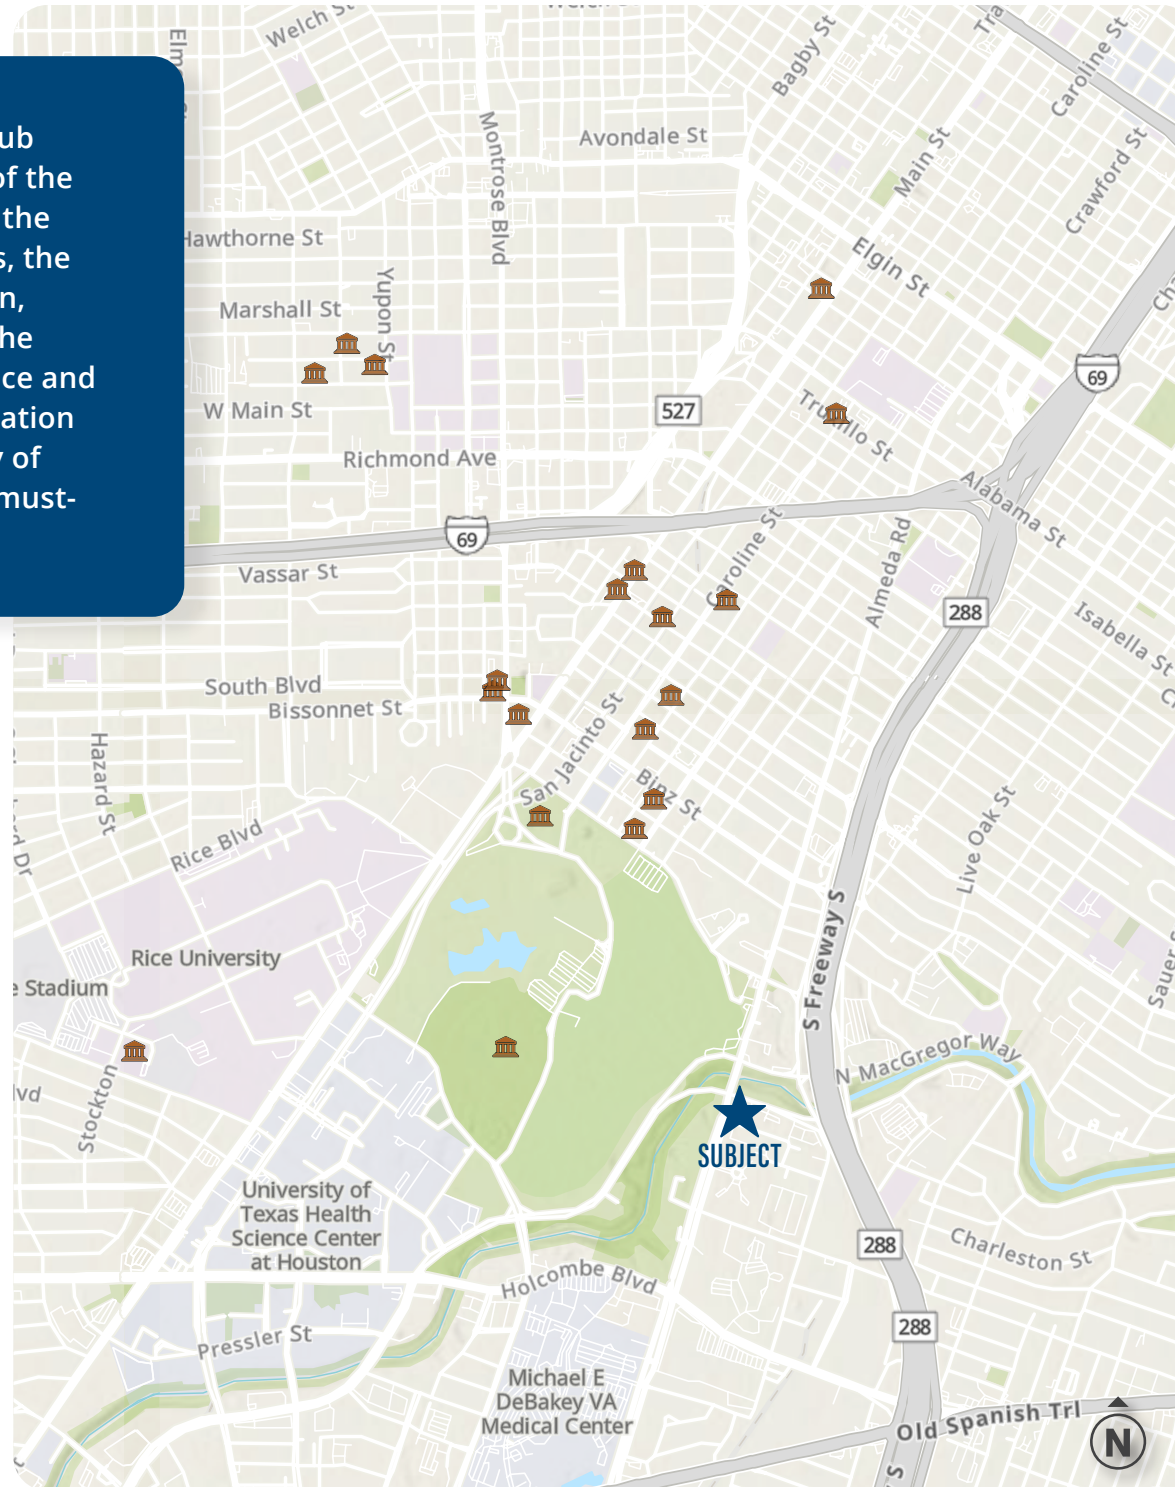 ub
of the
the
s, the
n,
he
ce and
ation
y of
must-
Welch St
Bagby St
Caroline St
Avondale St
Montrose Blvd
Main St
Crawford St
Hawthorne St
Elgin St
Marshall St
Yupon St
69
W Main St
527
Truxillo St
Richmond Ave
Alabama St
69
Vassar St
Caroline St
Almeda Rd
288
Isabella St
South Blvd
Bissonnet St
San Jacinto St
Hazard St
Binz St
Live Oak St
Rice Blvd
S Freeway S
Rice University
e Stadium
N MacGregor Way
Stockton
lvd
SUBJECT
University of
Texas Health
Science Center
at Houston
288
Charleston St
Holcombe Blvd
288
Pressler St
Michael E
DeBakey VA
Medical Center
Old Spanish Trl
N
S